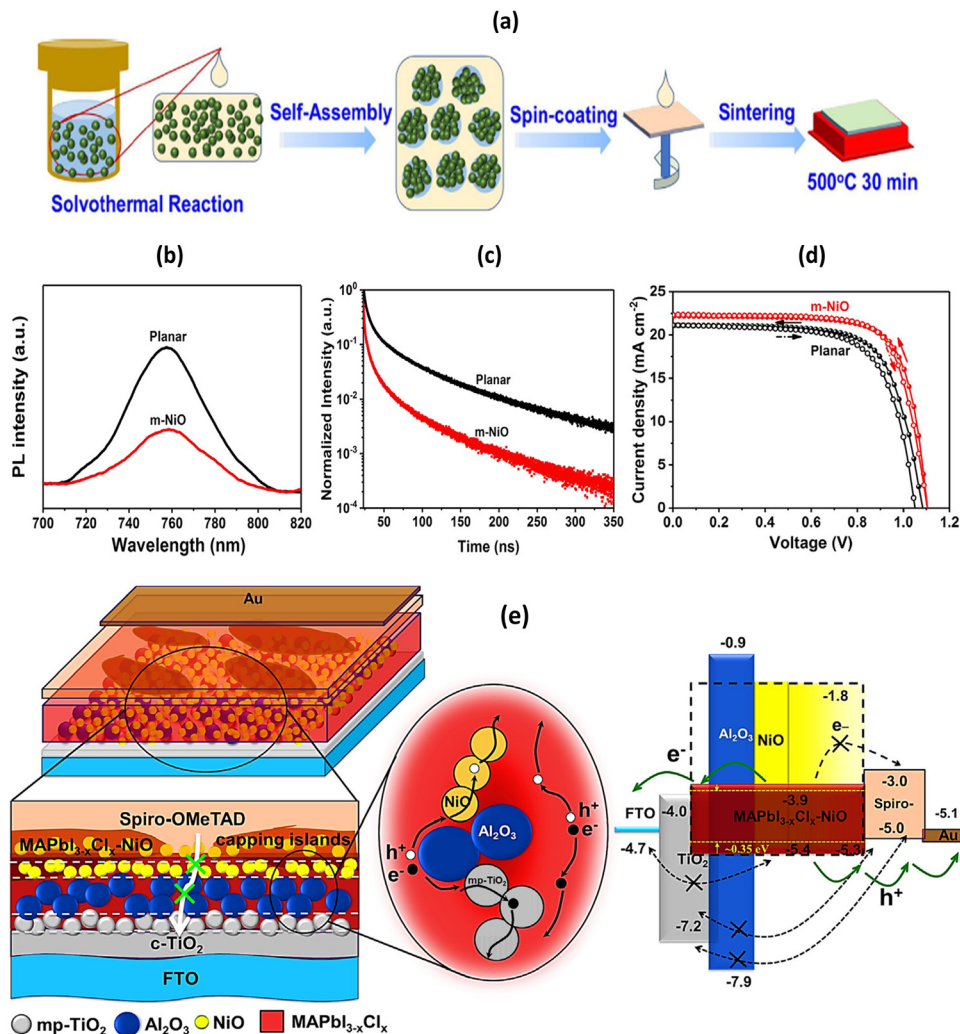 (a)
Self-Assembly
Spin-coating
Sintering
Solvothermal Reaction
500°C 30 min
(b)
PL intensity (a.u.)
Planar
m-NiO
700 720 740 760 780 800 820
Wavelength (nm)
(c)
Normalized Intensity (a.u.)
10⁰
10⁻¹
10⁻²
10⁻³
10⁻⁴
Planar
m-NiO
50 100 150 200 250 300 350
Time (ns)
(d)
Current density (mA cm⁻²)
25
20
15
10
5
0
m-NiO
Planar
0.0 0.2 0.4 0.6 0.8 1.0 1.2
Voltage (V)
(e)
Au
Spiro-OMeTAD
MAPbI₃₋ₓClₓ-NiO
capping islands
c-TiO₂
FTO
mp-TiO₂ Al₂O₃ NiO MAPbI₃₋ₓClₓ
NiO
Al₂O₃
h⁺
e⁻
mp-TiO₂
h⁺
e⁻
-0.9
-1.8
Al₂O₃
NiO
e⁻
e⁻
-3.0
FTO
-4.0
-3.9
MAPbI₃₋ₓClₓ-NiO
Spiro-
-5.0
-5.1
Au
-4.7
TiO₂
~0.35 eV
-5.4
-5.3
h⁺
-7.2
-7.9